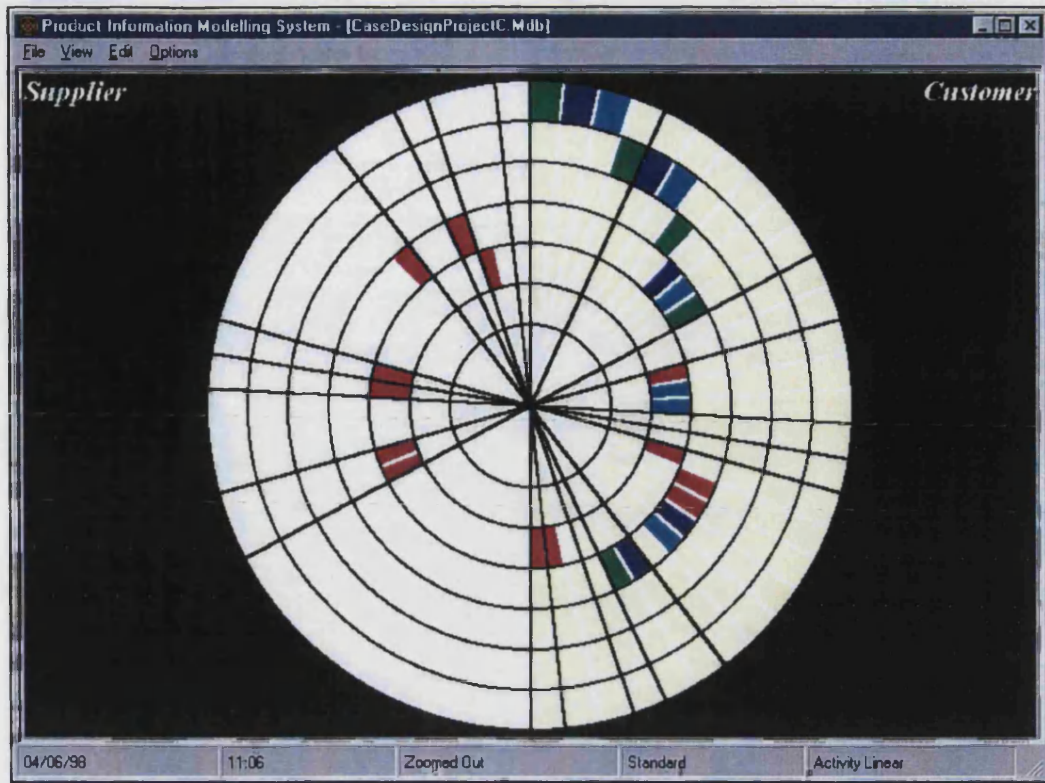 Product Information Modelling System - [CaseDesignProjectC.Mdb]
File View Edit Options
Supplier
Customer
04/06/98 11:06 Zoomed Out Standard Activity Linear